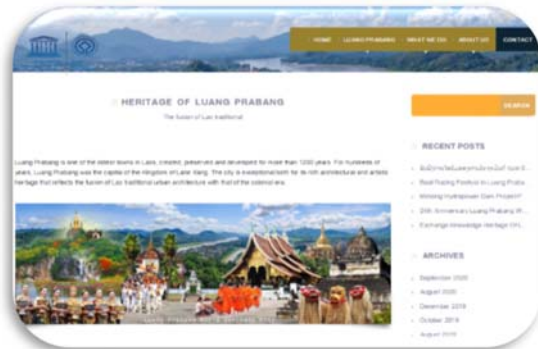 HOME
LUANG PRABANG
WHAT WE DO
ABOUT US
CONTACT
HERITAGE OF LUANG PRABANG
The fusion of Lao traditional
Luang Prabang is one of the oldest towns in Laos, created, preserved and developed for more than 1200 years. For hundreds of
years, Luang Prabang was the capital of the Kingdom of Lane Xang. The city is exceptional both for its rich architectural and artistic
heritage that reflects the fusion of Lao traditional urban architecture with that of the colonial era.
SEARCH
RECENT POSTS
Boat Racing Festival in Luang Praba...
Exchange Knowledge Heritage
ARCHIVES
September 2020
August 2020
December 2019
October 2019
August 2019